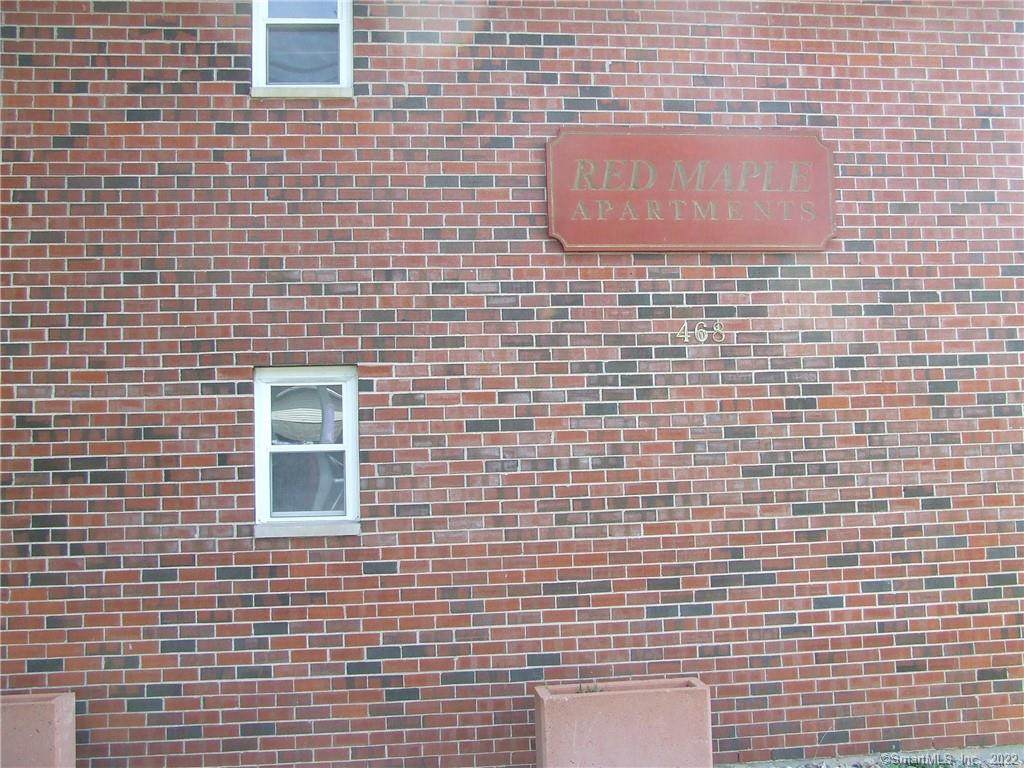 RED MAPLE
APARTMENTS
468
©SmartMLS, Inc. 2022